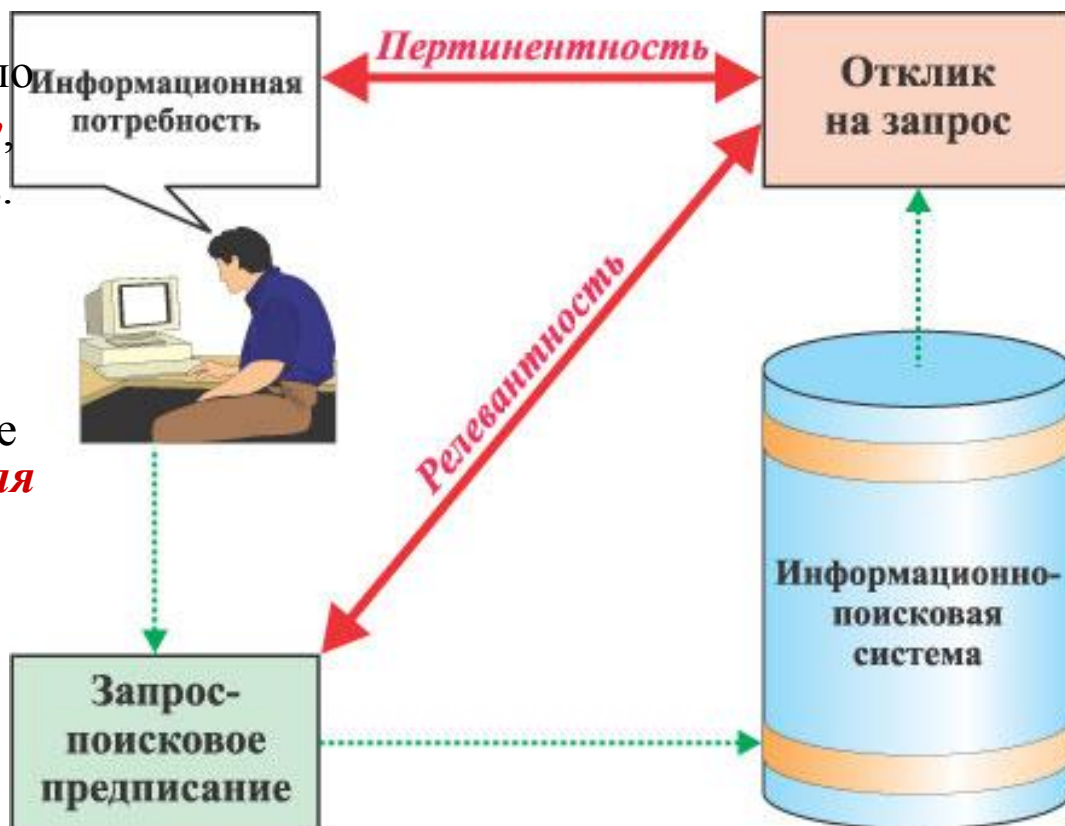 Пертинентность
Информационная
потребность
Отклик
на запрос
Релевантность
Информационно-
поисковая
система
Запрос-
поисковое
предписание